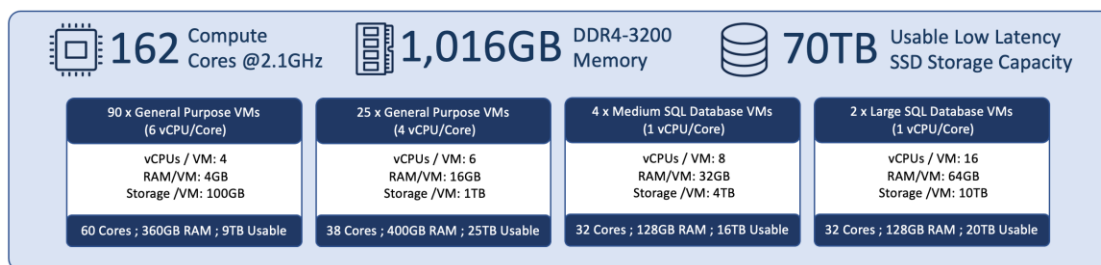 162 Compute
Cores @2.1GHz
1,016GB DDR4-3200
Memory
70TB Usable Low Latency
SSD Storage Capacity
90 x General Purpose VMs
(6 vCPU/Core)
vCPUs / VM: 4
RAM/VM: 4GB
Storage /VM: 100GB
60 Cores ; 360GB RAM ; 9TB Usable
25 x General Purpose VMs
(4 vCPU/Core)
vCPUs / VM: 6
RAM/VM: 16GB
Storage /VM: 1TB
38 Cores ; 400GB RAM ; 25TB Usable
4 x Medium SQL Database VMs
(1 vCPU/Core)
vCPUs / VM: 8
RAM/VM: 32GB
Storage /VM: 4TB
32 Cores ; 128GB RAM ; 16TB Usable
2 x Large SQL Database VMs
(1 vCPU/Core)
vCPUs / VM: 16
RAM/VM: 64GB
Storage /VM: 10TB
32 Cores ; 128GB RAM ; 20TB Usable